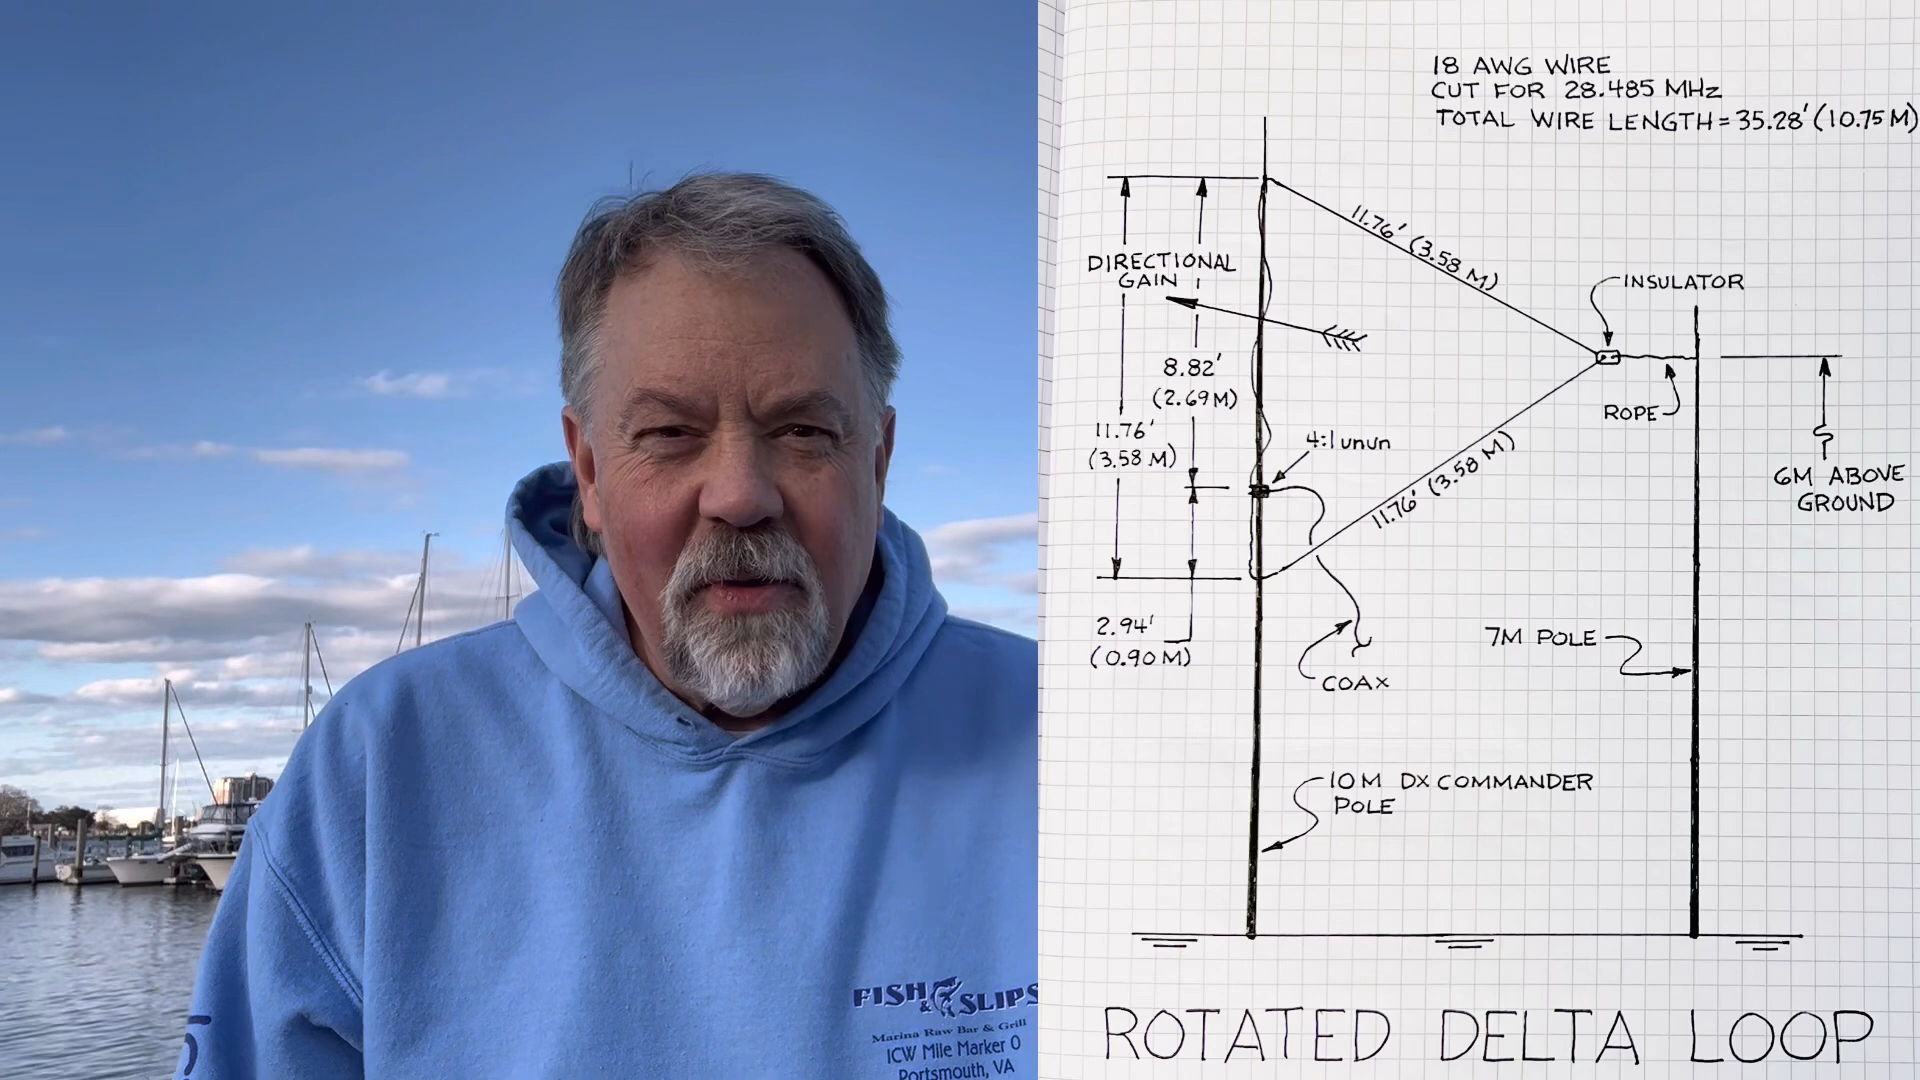 18 AWG WIRE
CUT FOR 28.485 MHz
TOTAL WIRE LENGTH = 35.28' (10.75 M)
11.76' (3.58 M)
DIRECTIONAL
GAIN
INSULATOR
8.82'
(2.69 M)
ROPE
11.76'
(3.58 M)
4:1 unun
11.76' (3.58 M)
6M ABOVE
GROUND
2.94'
(0.90 M)
7M POLE
COAX
10 M DX COMMANDER
POLE
ROTATED DELTA LOOP
FISH & SLIPS
Marina Raw Bar & Grill
ICW Mile Marker 0
Portsmouth, VA